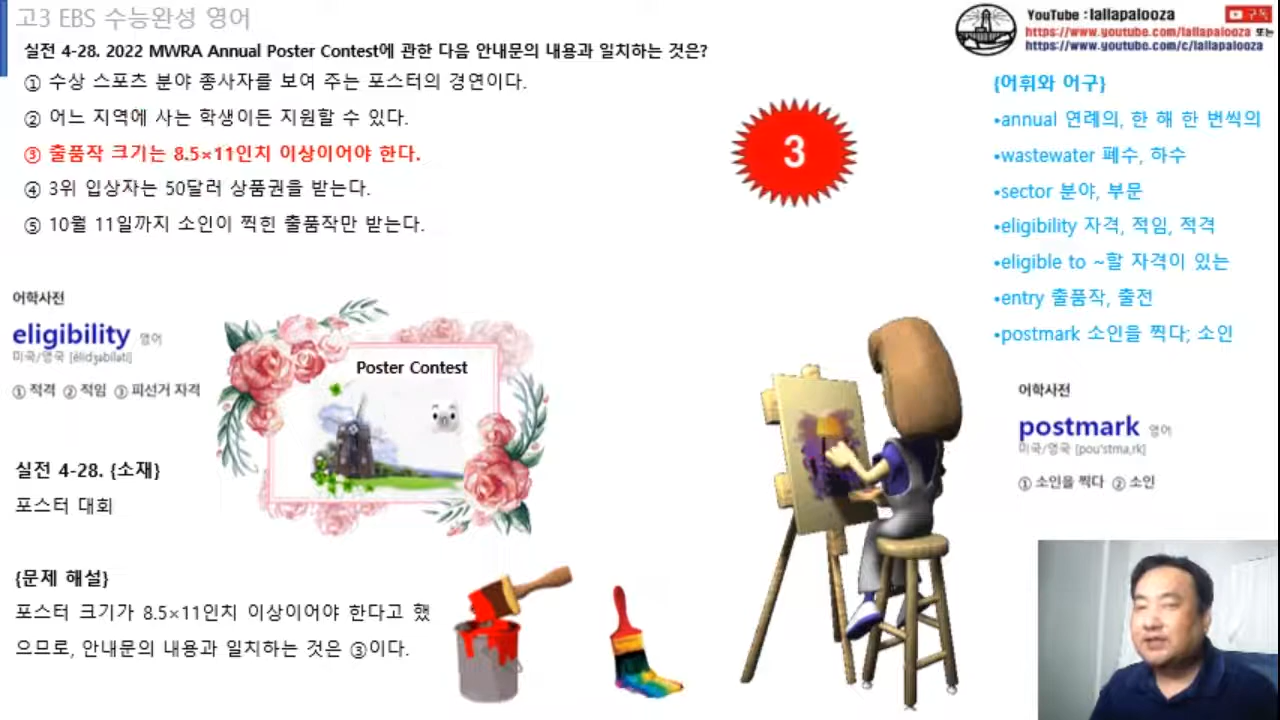 고3 EBS 수능완성 영어
실전 4-28. 2022 MWRA Annual Poster Contest에 관한 다음 안내문의 내용과 일치하는 것은?
① 수상 스포츠 분야 종사자를 보여 주는 포스터의 경연이다.
② 어느 지역에 사는 학생이든 지원할 수 있다.
③ 출품작 크기는 8.5×11인치 이상이어야 한다.
④ 3위 입상자는 50달러 상품권을 받는다.
⑤ 10월 11일까지 소인이 찍힌 출품작만 받는다.
3
YouTube : lallapalooza
구독
https://www.youtube.com/lallapalooza 또는
https://www.youtube.com/c/lallapalooza
{어휘와 어구}
•annual 연례의, 한 해 한 번씩의
•wastewater 폐수, 하수
•sector 분야, 부문
•eligibility 자격, 적임, 적격
•eligible to ~할 자격이 있는
•entry 출품작, 출전
•postmark 소인을 찍다; 소인
어학사전
eligibility 영어
미국/영국 [èlidʒəbíləti]
① 적격 ② 적임 ③ 피선거 자격
Poster Contest
어학사전
postmark 영어
미국/영국 [pou'stma,rk]
① 소인을 찍다 ② 소인
실전 4-28. {소재}
포스터 대회
{문제 해설}
포스터 크기가 8.5×11인치 이상이어야 한다고 했
으므로, 안내문의 내용과 일치하는 것은 ③이다.